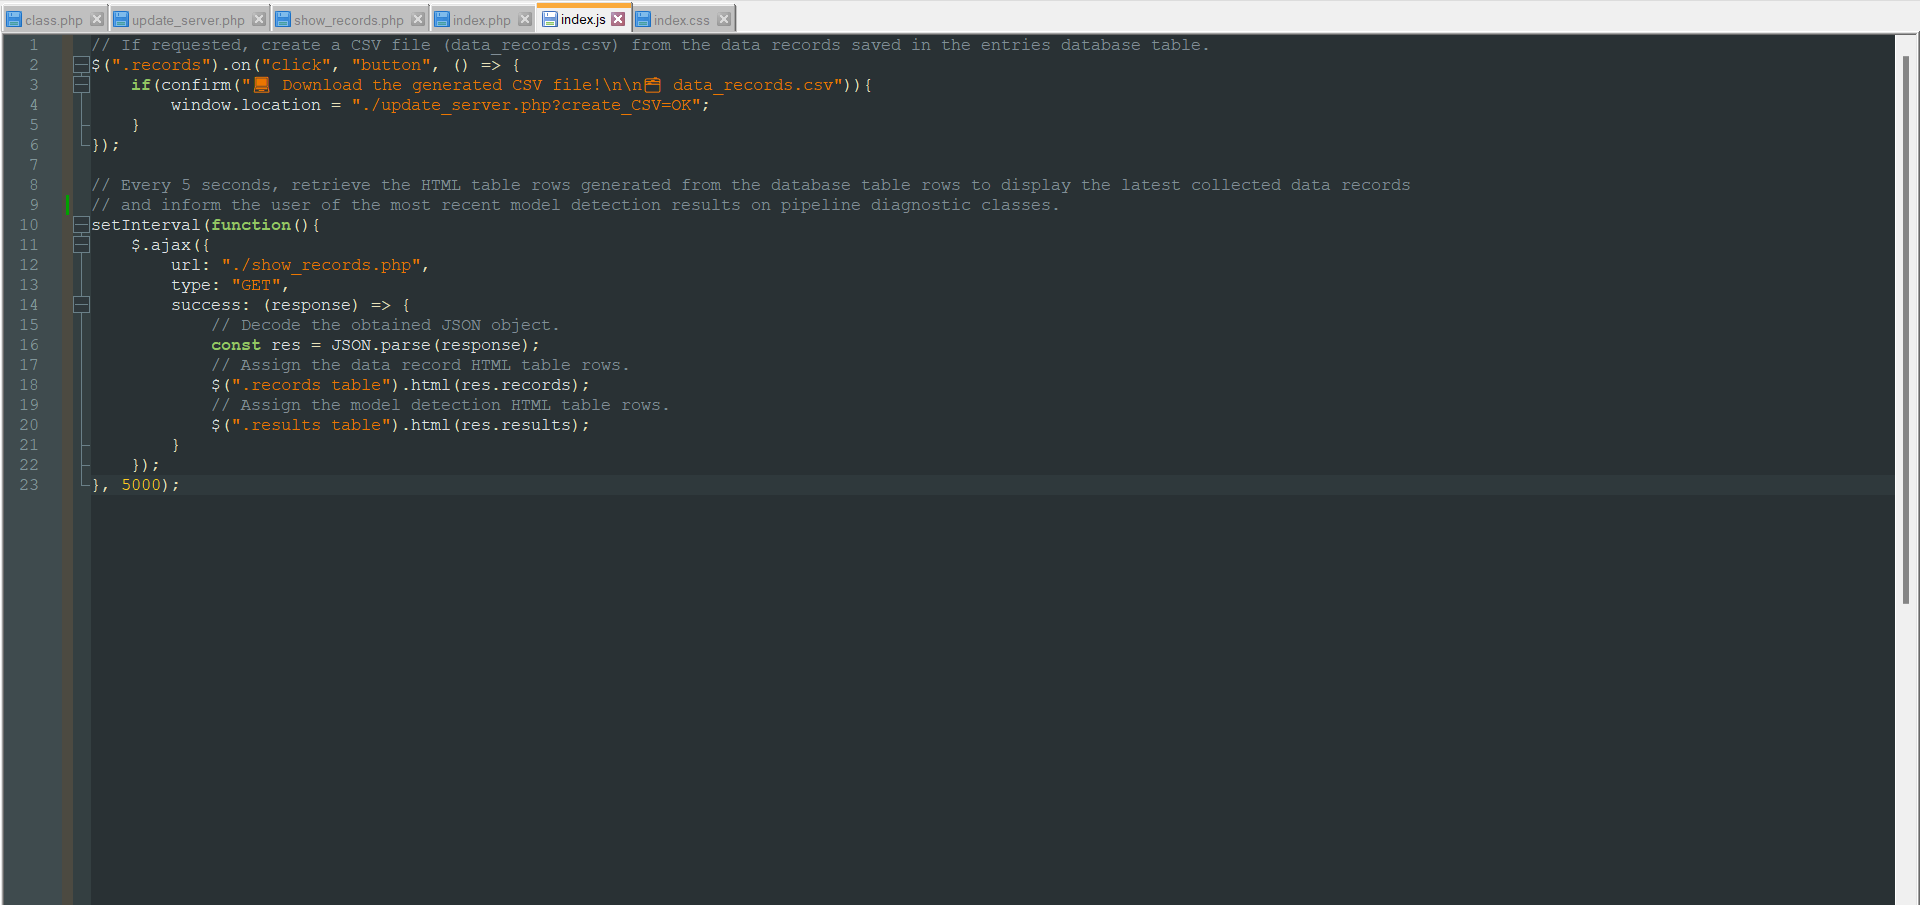 class.php update_server.php show_records.php index.php index.js index.css
1 // If requested, create a CSV file (data_records.csv) from the data records saved in the entries database table.
2 $(".records").on("click", "button", () => {
3     if(confirm("💻 Download the generated CSV file!\n\n🗃 data_records.csv")){
4         window.location = "./update_server.php?create_CSV=OK";
5     }
6 });
7
8 // Every 5 seconds, retrieve the HTML table rows generated from the database table rows to display the latest collected data records
9 // and inform the user of the most recent model detection results on pipeline diagnostic classes.
10 setInterval(function(){
11     $.ajax({
12         url: "./show_records.php",
13         type: "GET",
14         success: (response) => {
15             // Decode the obtained JSON object.
16             const res = JSON.parse(response);
17             // Assign the data record HTML table rows.
18             $(".records table").html(res.records);
19             // Assign the model detection HTML table rows.
20             $(".results table").html(res.results);
21         }
22     });
23 }, 5000);